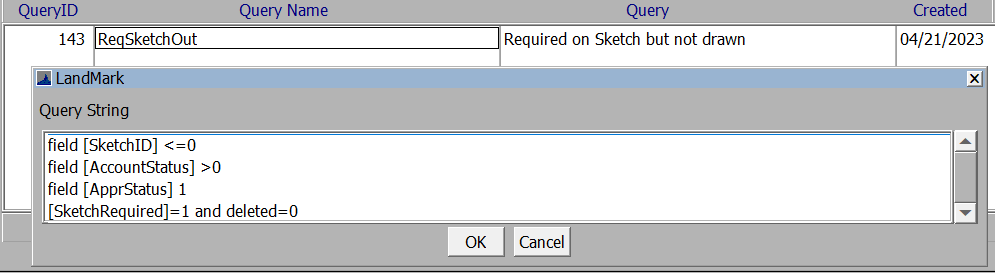 QueryID Query Name Query Created
143 ReqSketchOut Required on Sketch but not drawn 04/21/2023
LandMark
Query String
field [SketchID] <=0
field [AccountStatus] >0
field [ApprStatus] 1
[SketchRequired]=1 and deleted=0
OK Cancel